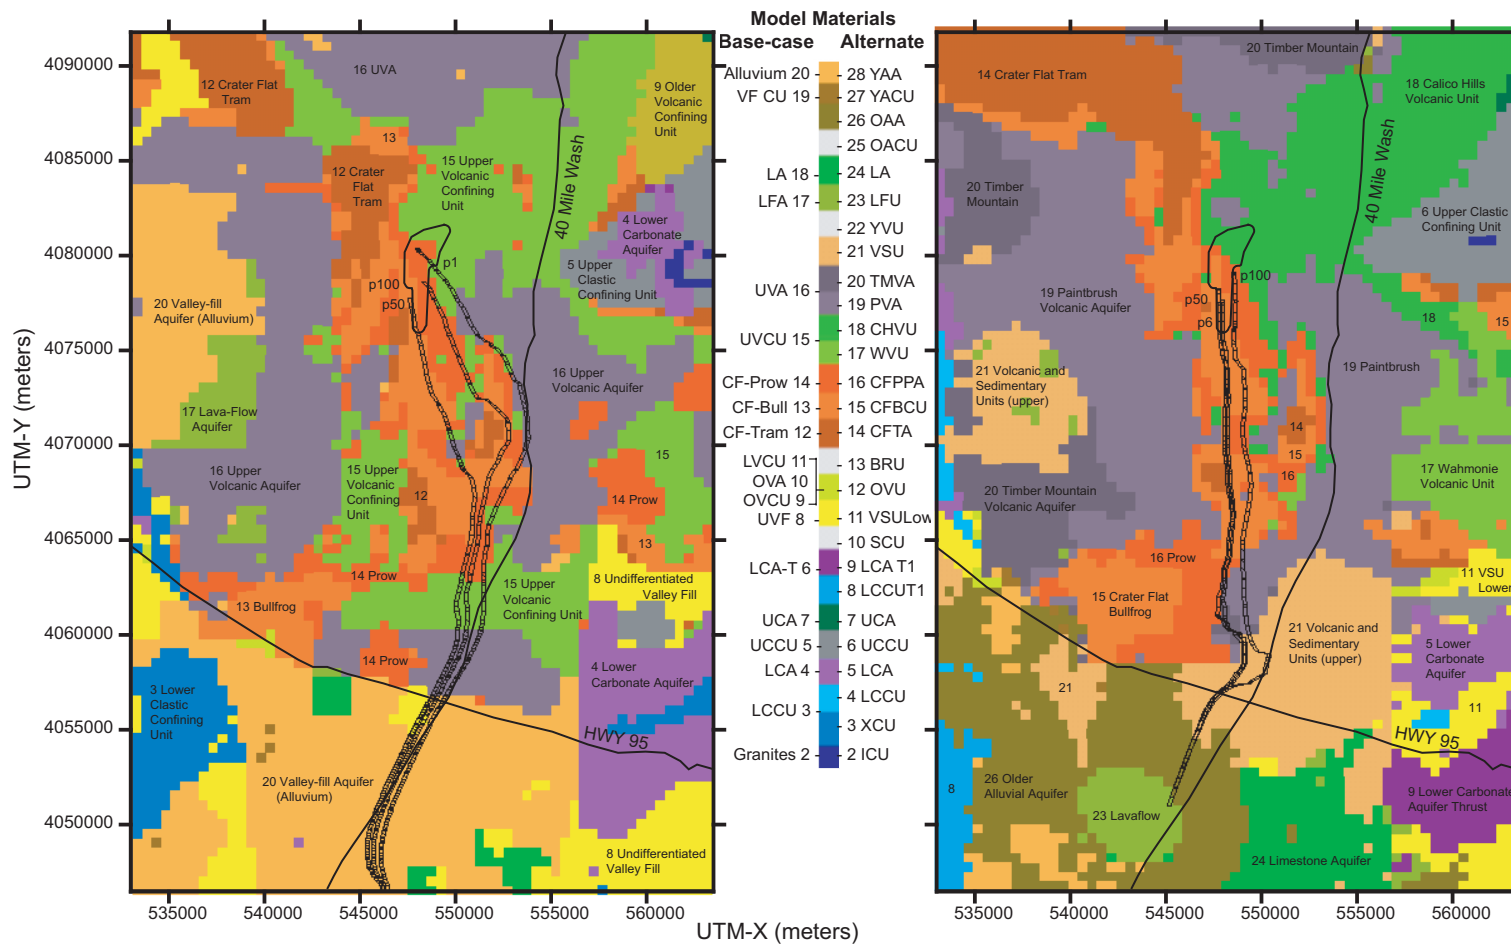 Model Materials
Base-case Alternate
Alluvium 20
VF CU 19
LA 18
LFA 17
UVA 16
UVCU 15
CF-Prow 14
CF-Bull 13
CF-Tram 12
LVCU 11
OVA 10
OVCU 9
UVF 8
LCA-T 6
UCA 7
UCCU 5
LCA 4
LCCU 3
Granites 2
28 YAA
27 YACU
26 OAA
25 OACU
24 LA
23 LFU
22 YVU
21 VSU
20 TMVA
19 PVA
18 CHVU
17 WVU
16 CFPPA
15 CFBCU
14 CFTA
13 BRU
12 OVU
11 VSULow
10 SCU
9 LCA T1
8 LCCUT1
7 UCA
6 UCCU
5 LCA
4 LCCU
3 XCU
2 ICU
UTM-Y (meters)
4090000
4085000
4080000
4075000
4070000
4065000
4060000
4055000
4050000
12 Crater Flat
Tram
16 UVA
9 Older
Volcanic
Confining
Unit
13
12 Crater
Flat
Tram
15 Upper
Volcanic
Confining
Unit
40 Mile Wash
4 Lower
Carbonate
Aquifer
5 Upper
Clastic
Confining Unit
p1
p100
p50
20 Valley-fill
Aquifer (Alluvium)
16 Upper
Volcanic Aquifer
17 Lava-Flow
Aquifer
16 Upper
Volcanic Aquifer
15 Upper
Volcanic
Confining
Unit
12
15
14 Prow
13
14 Prow
8 Undifferentiated
Valley Fill
15 Upper
Volcanic
Confining Unit
13 Bullfrog
14 Prow
4 Lower
Carbonate Aquifer
3 Lower
Clastic
Confining
Unit
HWY 95
20 Valley-fill Aquifer
(Alluvium)
8 Undifferentiated
Valley Fill
535000 540000 545000 550000 555000 560000
20 Timber Mountain
14 Crater Flat Tram
18 Calico Hills
Volcanic Unit
40 Mile Wash
20 Timber
Mountain
6 Upper Clastic
Confining Unit
19 Paintbrush
Volcanic Aquifer
p100
p50
p6
18
15
21 Volcanic and
Sedimentary
Units (upper)
19 Paintbrush
14
15
16
17 Wahmonie
Volcanic Unit
20 Timber Mountain
Volcanic Aquifer
16 Prow
15 Crater Flat
Bullfrog
11 VSU
Lower
21 Volcanic and
Sedimentary
Units (upper)
5 Lower
Carbonate
Aquifer
21
11
HWY 95
26 Older
Alluvial Aquifer
8
23 Lavaflow
9 Lower Carbonate
Aquifer Thrust
24 Limestone Aquifer
535000 540000 545000 550000 555000 560000
UTM-X (meters)